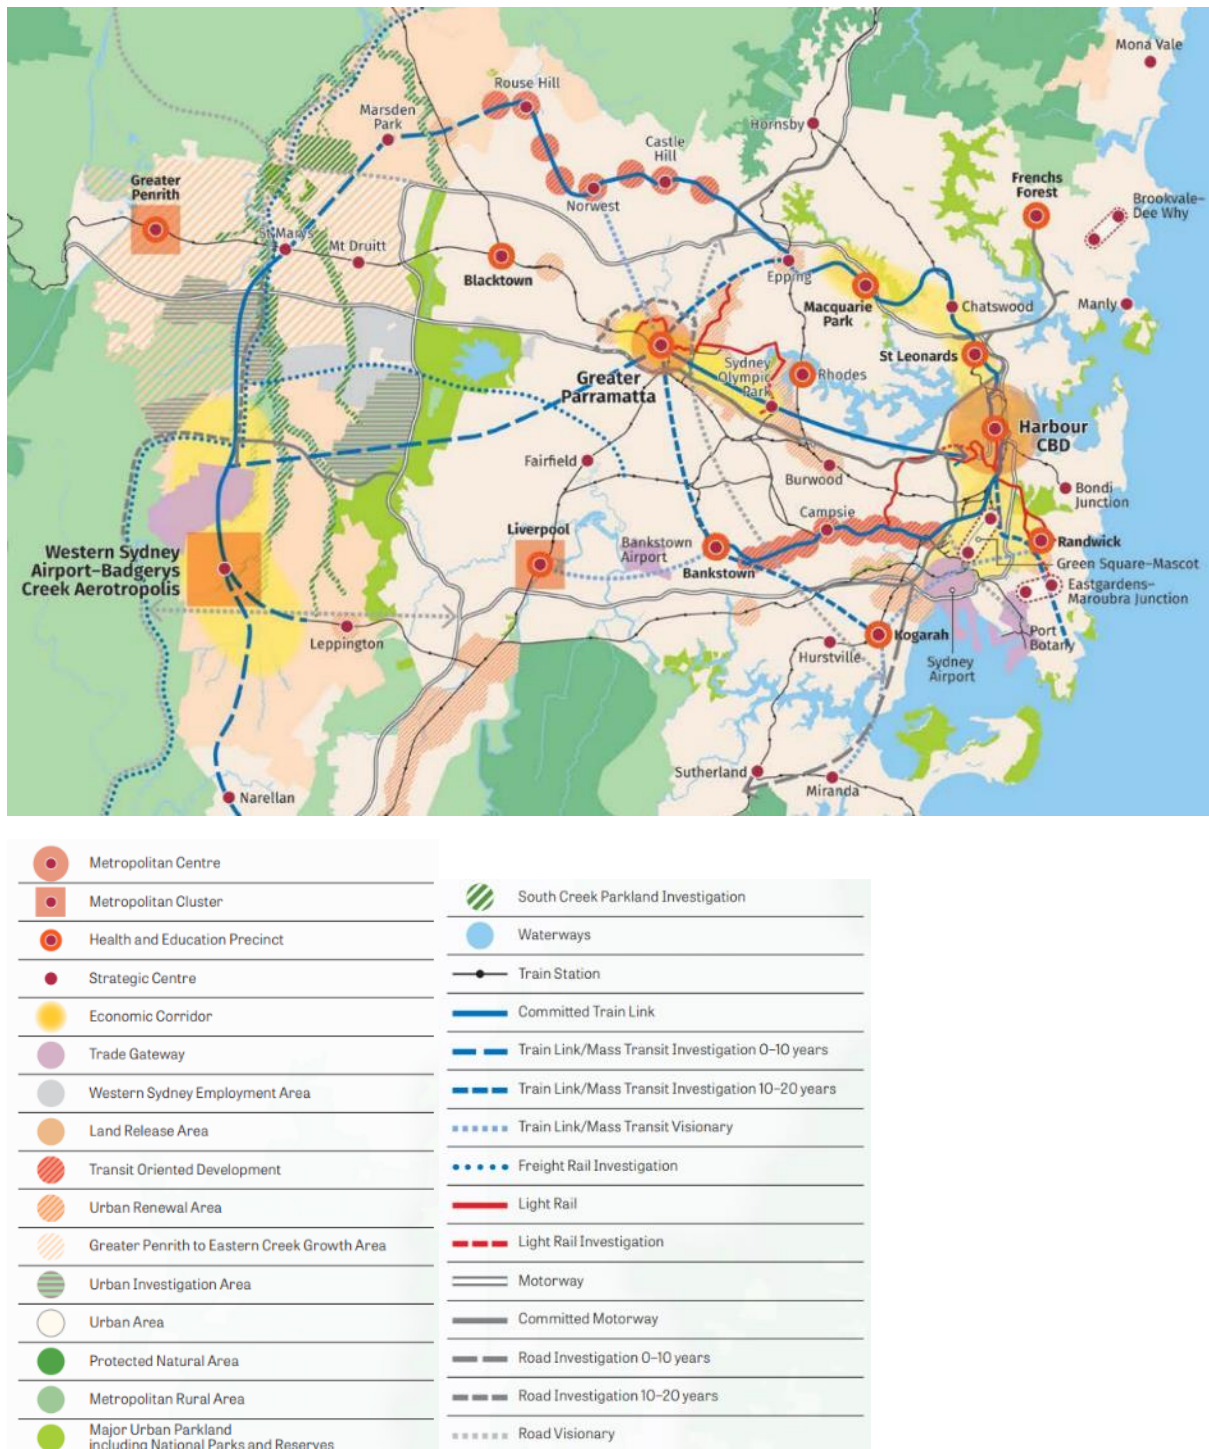 Mona Vale
Rouse Hill
Marsden
Park
Hornsby
Castle
Hill
Greater
Penrith
Frenchs
Forest
Norwest
Brookvale–
Dee Why
St Marys
Mt Druitt
Blacktown
Epping
Macquarie
Park
Chatswood
Manly
St Leonards
Sydney
Olympic
Park
Rhodes
Greater
Parramatta
Harbour
CBD
Fairfield
Burwood
Bondi
Junction
Liverpool
Campsie
Bankstown
Airport
Bankstown
Randwick
Green Square–Mascot
Western Sydney
Airport–Badgerys
Creek Aerotropolis
Eastgardens–
Maroubra Junction
Leppington
Kogarah
Port
Botany
Hurstville
Sydney
Airport
Sutherland
Miranda
Narellan
Metropolitan Centre
Metropolitan Cluster
Health and Education Precinct
Strategic Centre
Economic Corridor
Trade Gateway
Western Sydney Employment Area
Land Release Area
Transit Oriented Development
Urban Renewal Area
Greater Penrith to Eastern Creek Growth Area
Urban Investigation Area
Urban Area
Protected Natural Area
Metropolitan Rural Area
Major Urban Parkland
including National Parks and Reserves
South Creek Parkland Investigation
Waterways
Train Station
Committed Train Link
Train Link/Mass Transit Investigation 0–10 years
Train Link/Mass Transit Investigation 10–20 years
Train Link/Mass Transit Visionary
Freight Rail Investigation
Light Rail
Light Rail Investigation
Motorway
Committed Motorway
Road Investigation 0–10 years
Road Investigation 10–20 years
Road Visionary